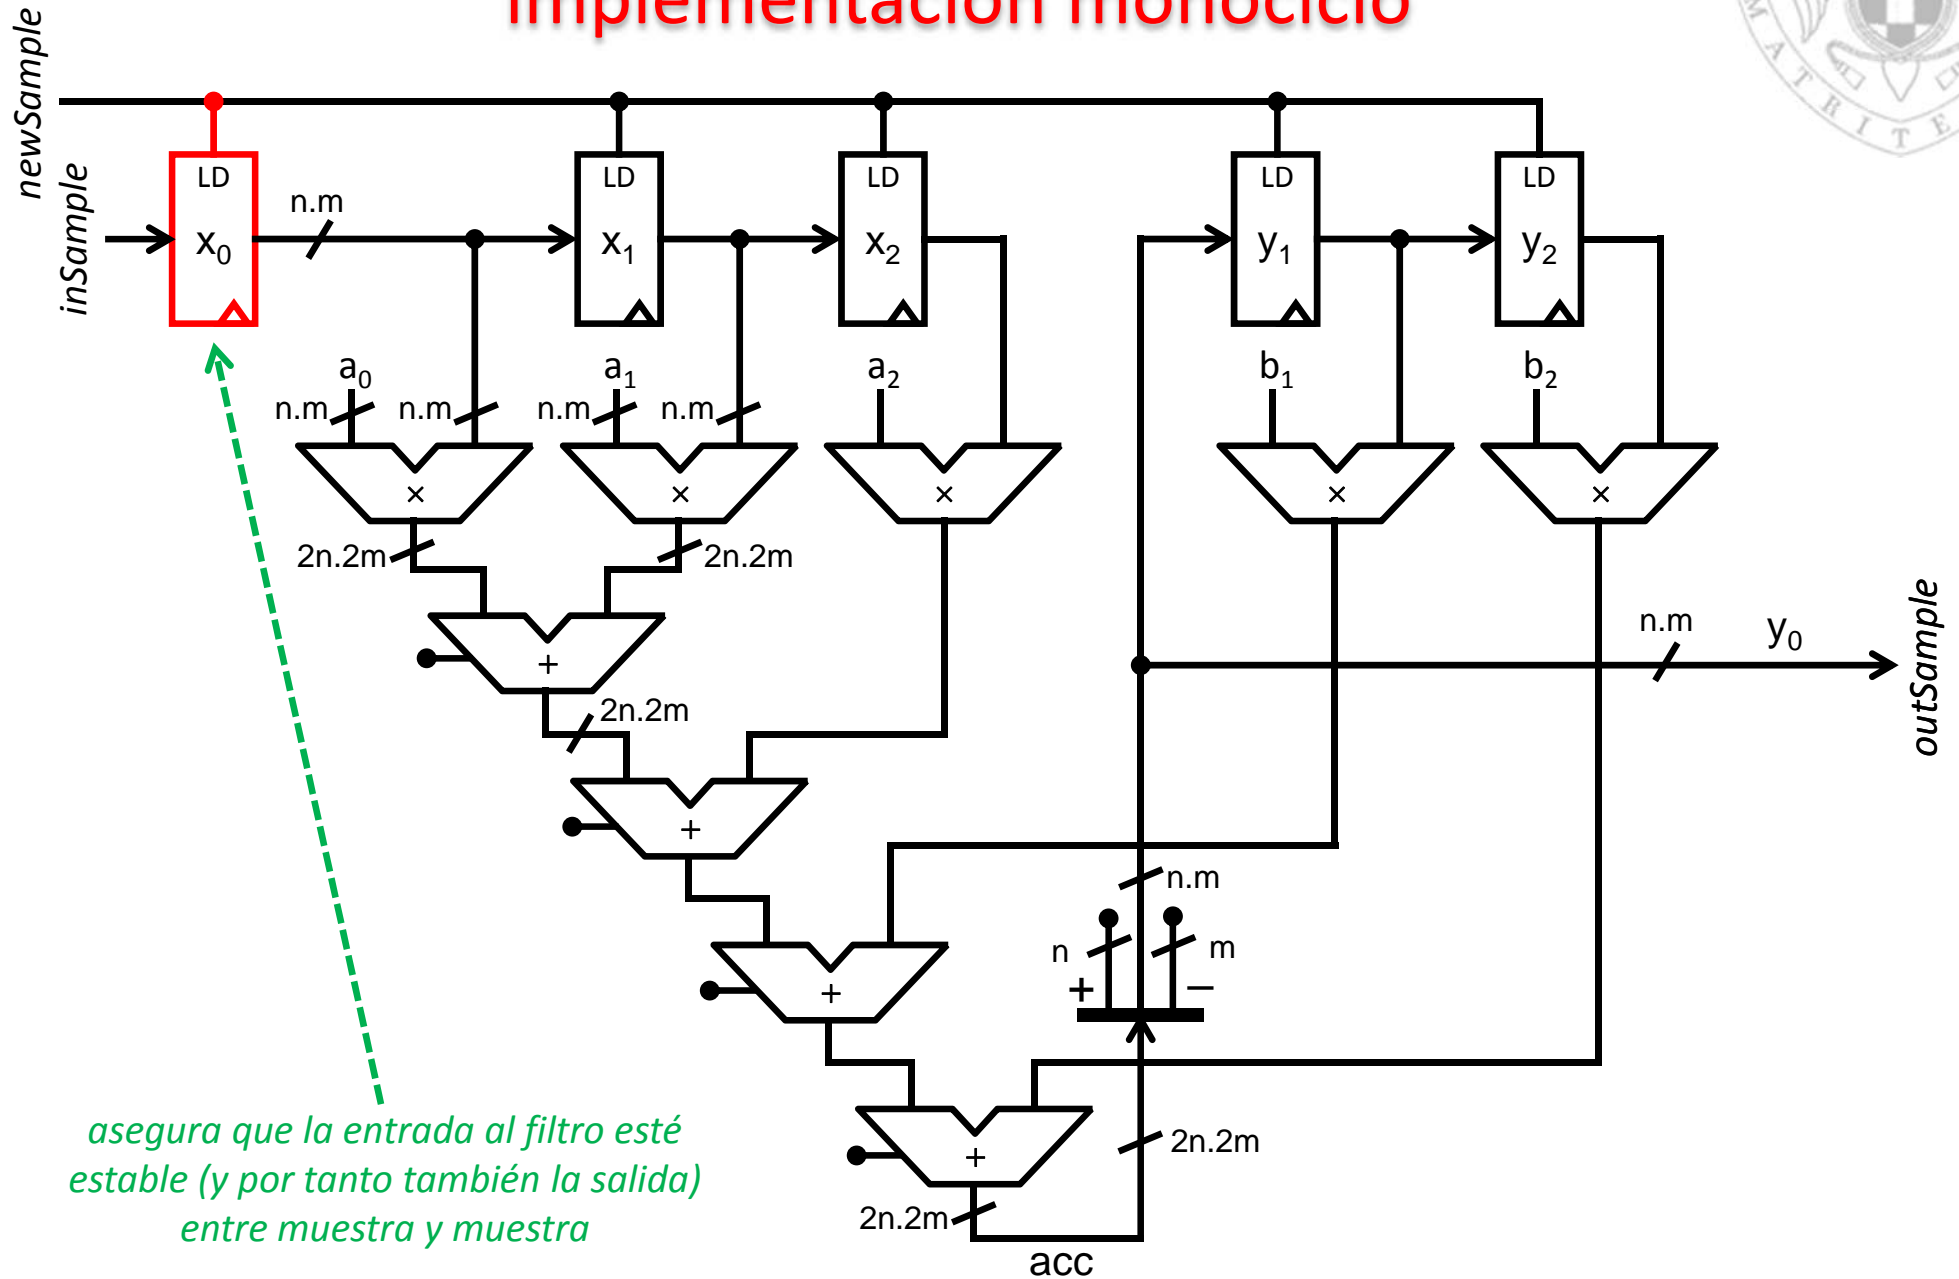 implementación monociclo
M A T R I T E
newSample
inSample
LD
x₀
n.m
LD
x₁
LD
x₂
LD
y₁
LD
y₂
a₀
n.m
n.m
a₁
n.m
n.m
a₂
b₁
b₂
×
×
×
×
×
2n.2m
2n.2m
+
2n.2m
n.m
y₀
outSample
+
n.m
n
m
+
−
+
asegura que la entrada al filtro esté
estable (y por tanto también la salida)
entre muestra y muestra
+
2n.2m
2n.2m
acc